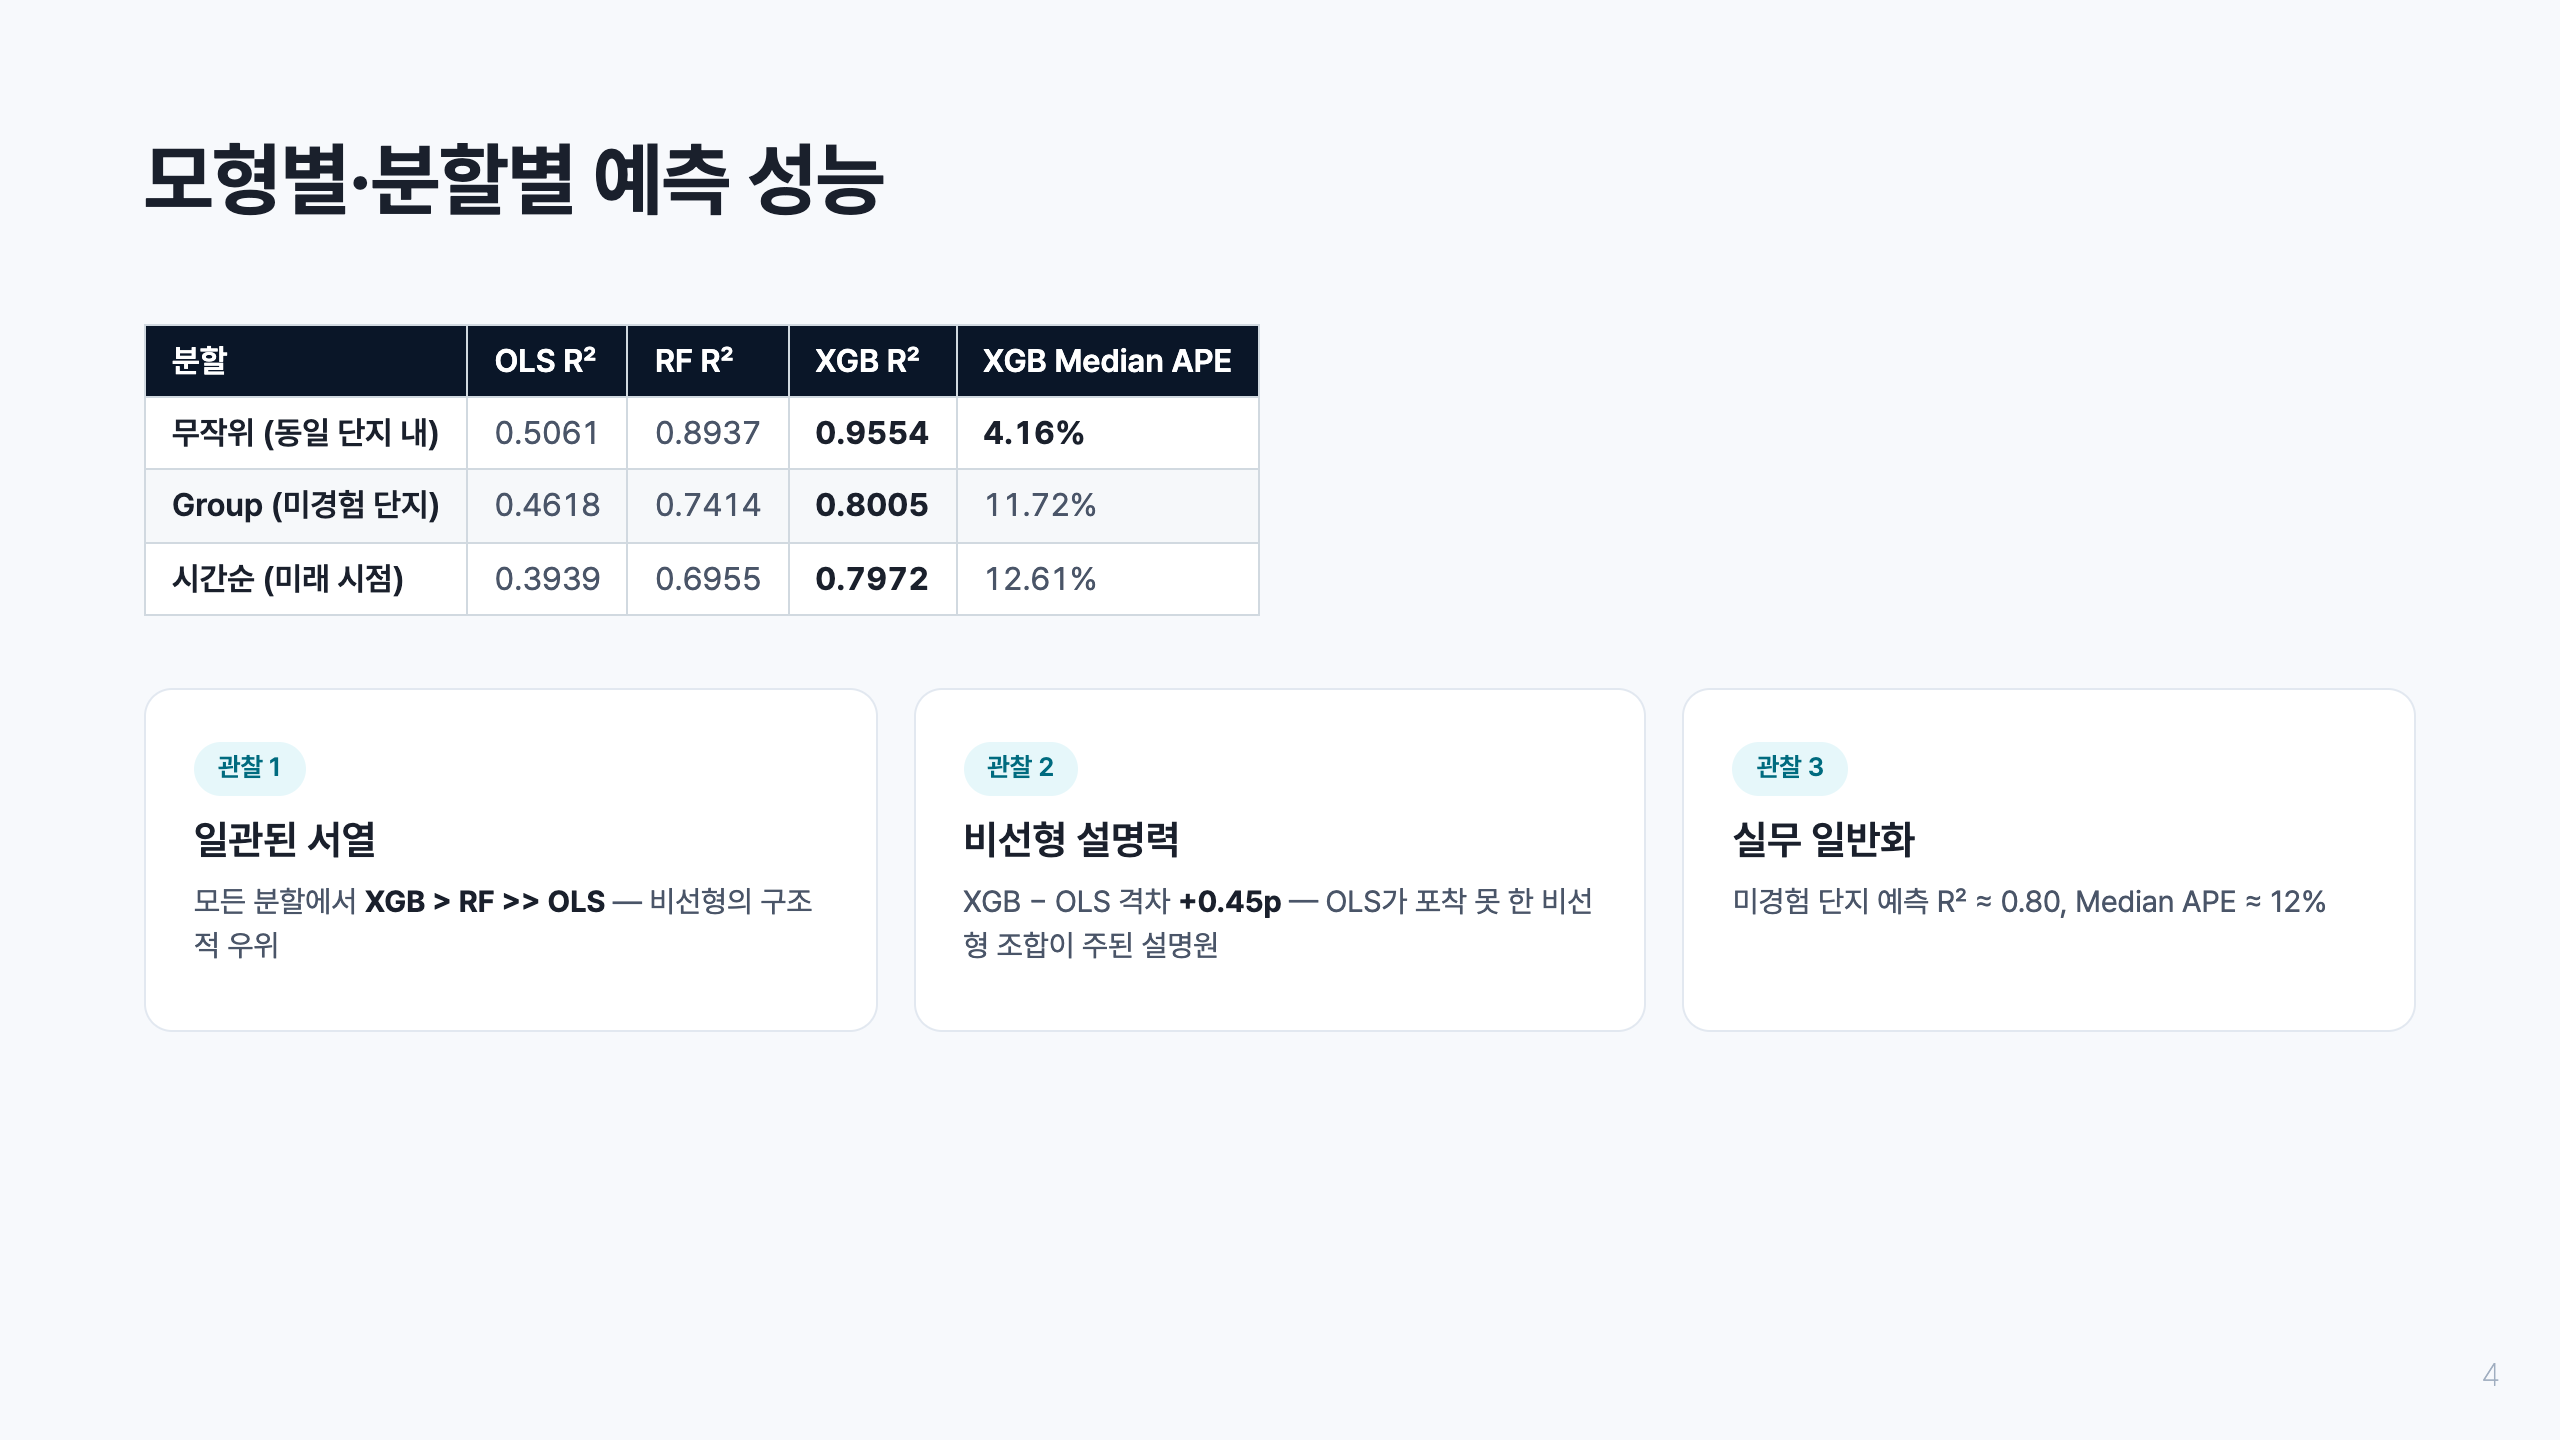 모형별·분할별 예측 성능
분할 OLS R² RF R² XGB R² XGB Median APE
무작위 (동일 단지 내) 0.5061 0.8937 0.9554 4.16%
Group (미경험 단지) 0.4618 0.7414 0.8005 11.72%
시간순 (미래 시점) 0.3939 0.6955 0.7972 12.61%
관찰 1
일관된 서열
모든 분할에서 XGB > RF >> OLS — 비선형의 구조
적 우위
관찰 2
비선형 설명력
XGB − OLS 격차 +0.45p — OLS가 포착 못 한 비선
형 조합이 주된 설명원
관찰 3
실무 일반화
미경험 단지 예측 R² ≈ 0.80, Median APE ≈ 12%
4